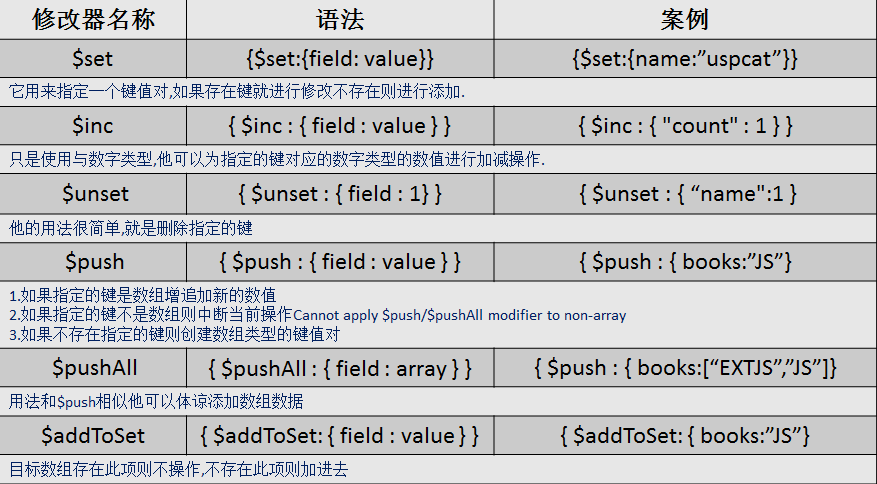 修改器名称 语法 案例
$set {$set:{field: value}} {$set:{name:”uspcat”}}
它用来指定一个键值对,如果存在键就进行修改不存在则进行添加.
$inc { $inc : { field : value } } { $inc : { "count" : 1 } }
只是使用与数字类型,他可以为指定的键对应的数字类型的数值进行加减操作.
$unset { $unset : { field : 1} } { $unset : { “name":1 }
他的用法很简单,就是删除指定的键
$push { $push : { field : value } } { $push : { books:”JS”}
1.如果指定的键是数组增追加新的数值
2.如果指定的键不是数组则中断当前操作Cannot apply $push/$pushAll modifier to non-array
3.如果不存在指定的键则创建数组类型的键值对
$pushAll { $pushAll : { field : array } } { $push : { books:[“EXTJS”,”JS”]}
用法和$push相似他可以体谅添加数组数据
$addToSet { $addToSet: { field : value } } { $addToSet: { books:”JS”}
目标数组存在此项则不操作,不存在此项则加进去